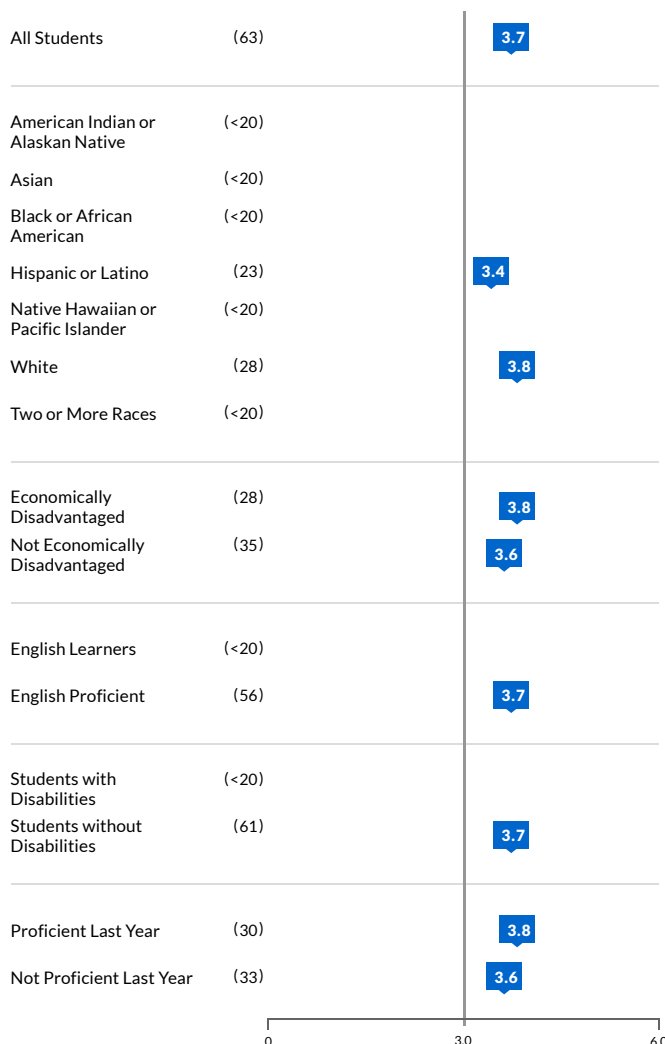 All Students (63) 3.7
American Indian or
Alaskan Native (<20)
Asian (<20)
Black or African
American (<20)
Hispanic or Latino (23) 3.4
Native Hawaiian or
Pacific Islander (<20)
White (28) 3.8
Two or More Races (<20)
Economically
Disadvantaged (28) 3.8
Not Economically
Disadvantaged (35) 3.6
English Learners (<20)
English Proficient (56) 3.7
Students with
Disabilities (<20)
Students without
Disabilities (61) 3.7
Proficient Last Year (30) 3.8
Not Proficient Last Year (33) 3.6
0 3.0 6.0